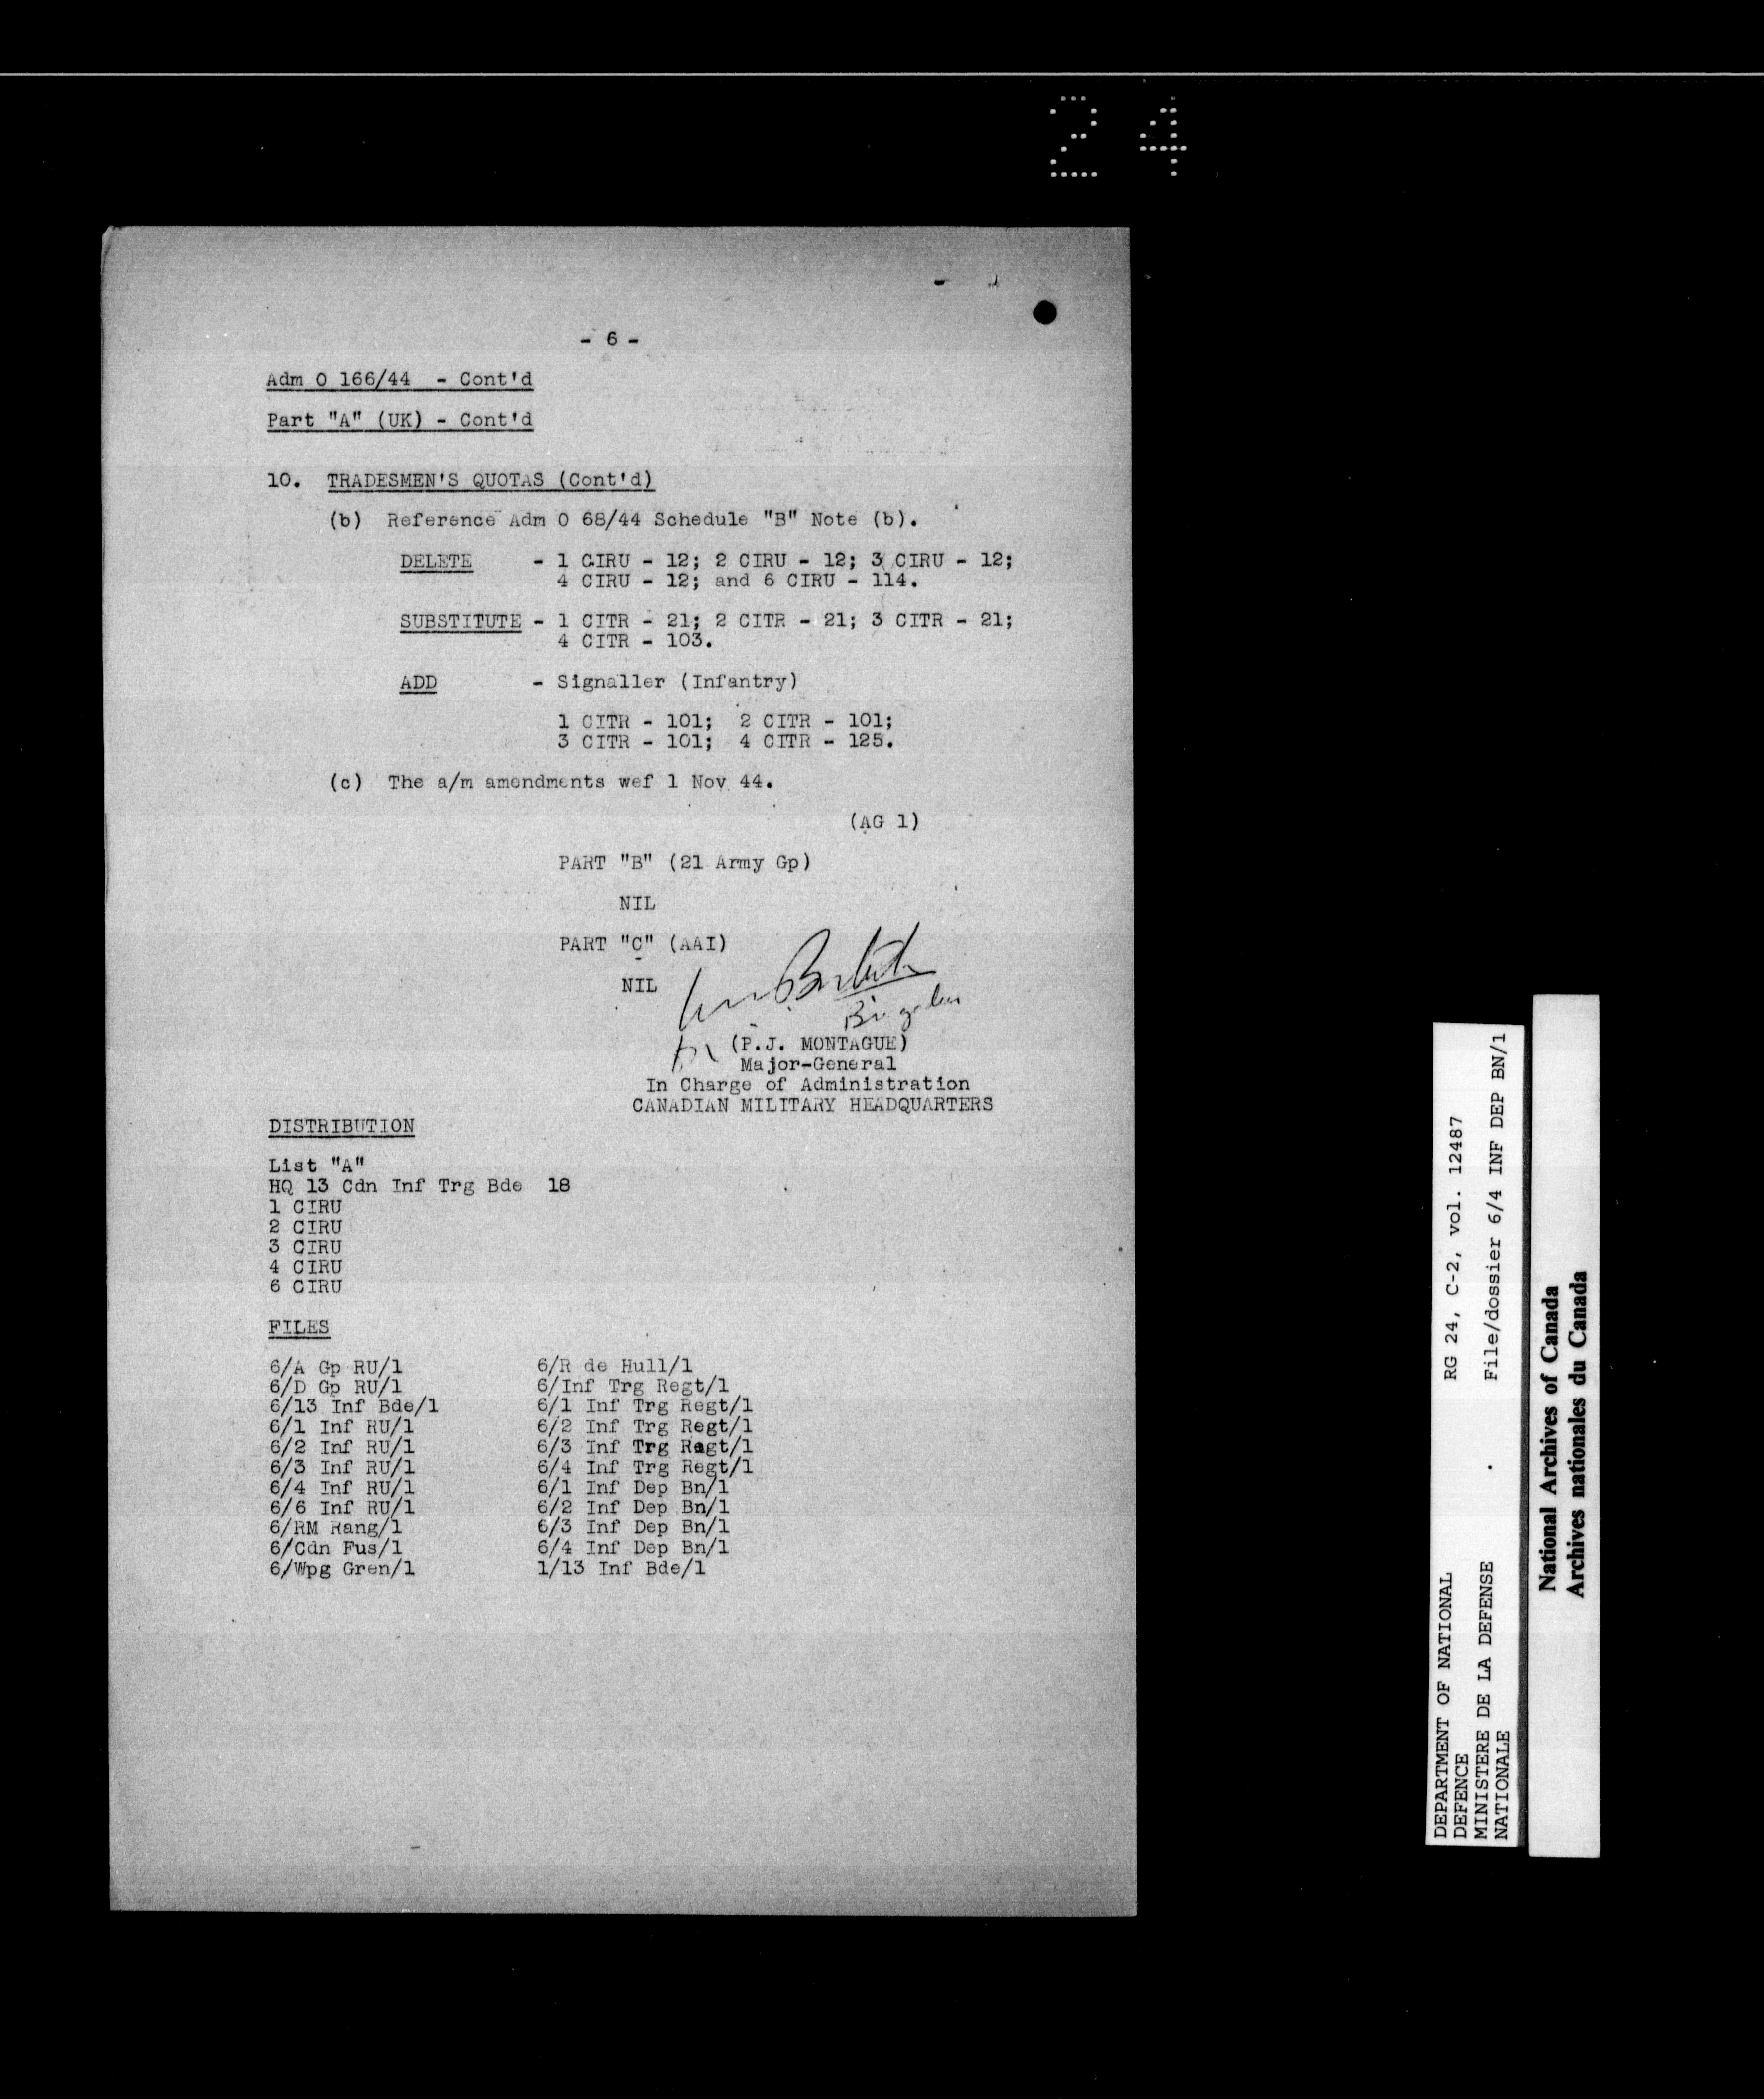 24
- 6 -
Adm O 166/44 - Cont'd
Part "A" (UK) - Cont'd
10. TRADESMEN'S QUOTAS (Cont'd)
(b) Reference Adm O 68/44 Schedule "B" Note (b).
DELETE - 1 CIRU - 12; 2 CIRU - 12; 3 CIRU - 12;
4 CIRU - 12; and 6 CIRU - 114.
SUBSTITUTE - 1 CITR - 21; 2 CITR - 21; 3 CITR - 21;
4 CITR - 103.
ADD - Signaller (Infantry)
1 CITR - 101; 2 CITR - 101;
3 CITR - 101; 4 CITR - 125.
(c) The a/m amendments wef 1 Nov 44.
(AG 1)
PART "B" (21 Army Gp)
NIL
PART "C" (AAI)
NIL
(P.J. MONTAGUE)
Major-General
In Charge of Administration
CANADIAN MILITARY HEADQUARTERS
DISTRIBUTION
List "A"
HQ 13 Cdn Inf Trg Bde 18
1 CIRU
2 CIRU
3 CIRU
4 CIRU
6 CIRU
FILES
6/A Gp RU/1 6/R de Hull/1
6/D Gp RU/1 6/Inf Trg Regt/1
6/13 Inf Bde/1 6/1 Inf Trg Regt/1
6/1 Inf RU/1 6/2 Inf Trg Regt/1
6/2 Inf RU/1 6/3 Inf Trg Regt/1
6/3 Inf RU/1 6/4 Inf Trg Regt/1
6/4 Inf RU/1 6/1 Inf Dep Bn/1
6/6 Inf RU/1 6/2 Inf Dep Bn/1
6/RM Rang/1 6/3 Inf Dep Bn/1
6/Cdn Fus/1 6/4 Inf Dep Bn/1
6/Wpg Gren/1 1/13 Inf Bde/1
DEPARTMENT OF NATIONAL RG 24, C-2, vol. 12487
DEFENCE
MINISTERE DE LA DEFENSE File/dossier 6/4 INF DEP BN/1
NATIONALE
National Archives of Canada
Archives nationales du Canada